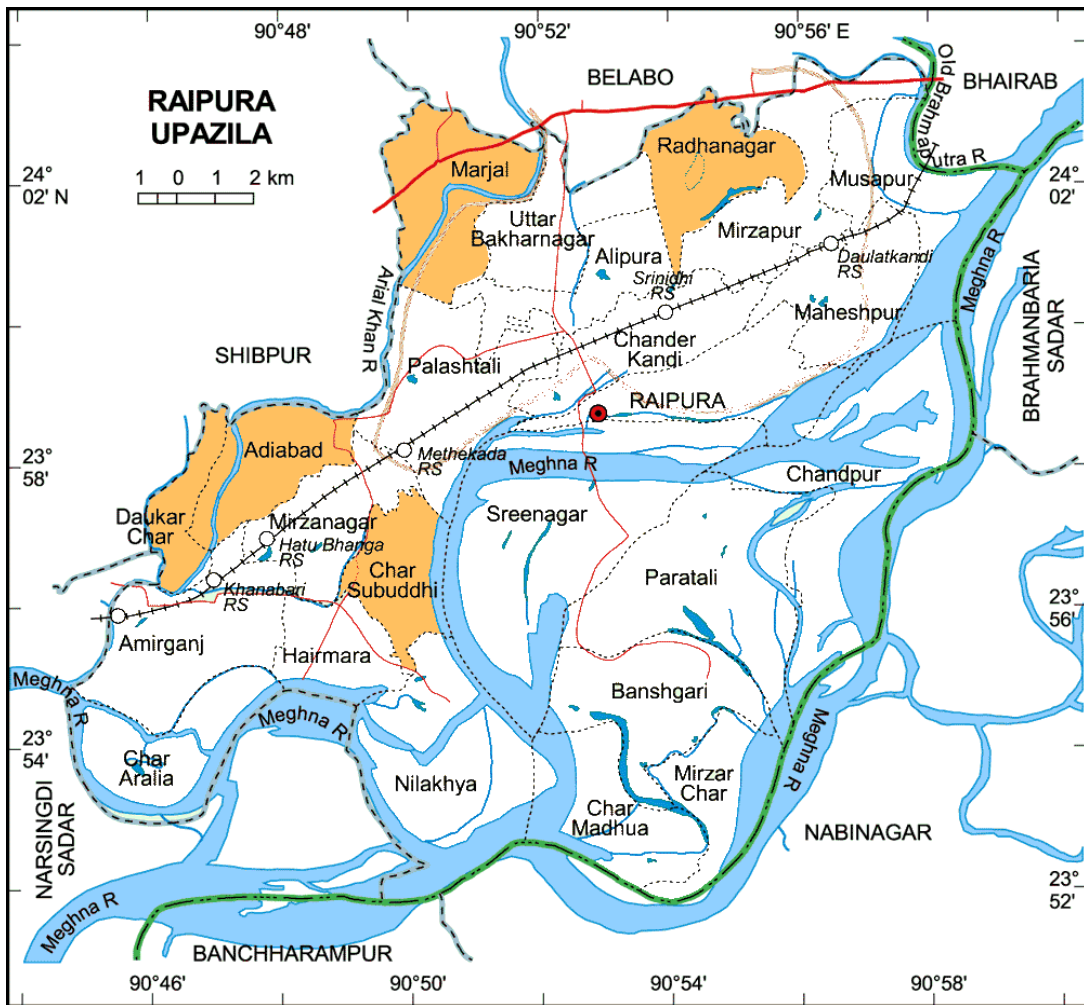 90°48'
90°52'
90°56' E
RAIPURA
UPAZILA
BELABO
Old Brahmaputra R
BHAIRAB
1 0 1 2 km
24°
02' N
24°
02'
Marjal
Radhanagar
Musapur
Uttar
Bakharnagar
Mirzapur
Alipura
Srinidhi
RS
Daulatkandi
RS
Meghna R
Arial Khan R
Maheshpur
BRAHMANBARIA
SADAR
SHIBPUR
Chander
Kandi
Palashtali
RAIPURA
Adiabad
23°
58'
Methekada
RS
Meghna R
Chandpur
Daukar
Char
Mirzanagar
Sreenagar
Hatu Bhanga
RS
Khanabari
RS
Char
Subuddhi
Paratali
23°
56'
Amirganj
Hairmara
Meghna R
Meghna R
Banshgari
Meghna R
23°
54'
Char
Aralia
Nilakhya
Mirzar
Char
Char
Madhua
NABINAGAR
NARSINGDI
SADAR
23°
52'
Meghna R
BANCHHARAMPUR
90°46'
90°50'
90°54'
90°58'